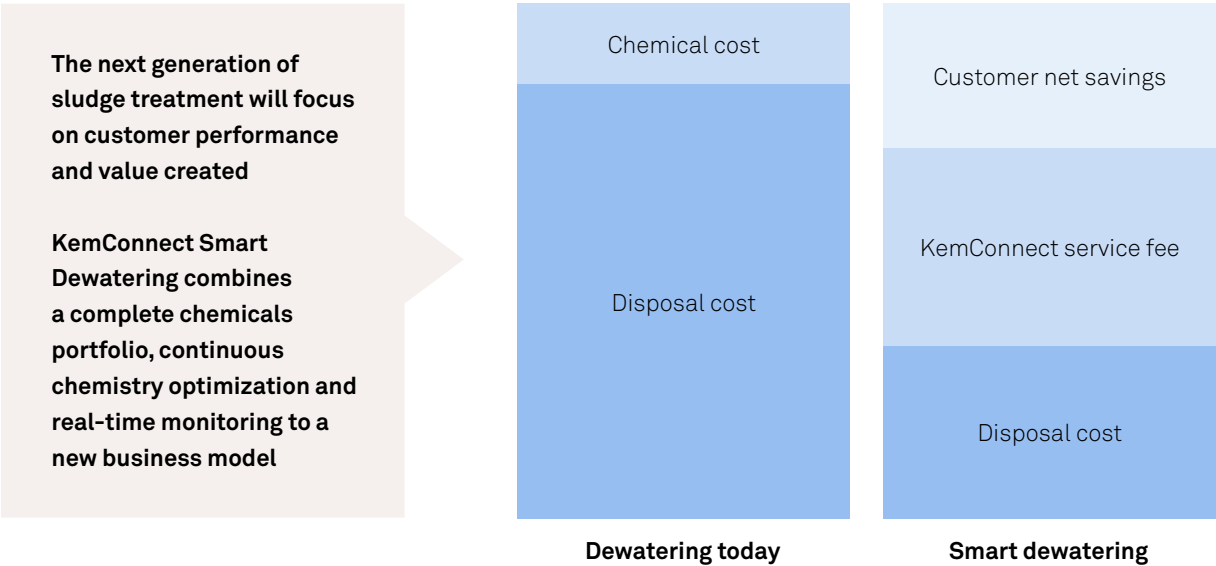 The next generation of
sludge treatment will focus
on customer performance
and value created
KemConnect Smart
Dewatering combines
a complete chemicals
portfolio, continuous
chemistry optimization and
real-time monitoring to a
new business model
Chemical cost
Disposal cost
Dewatering today
Customer net savings
KemConnect service fee
Disposal cost
Smart dewatering